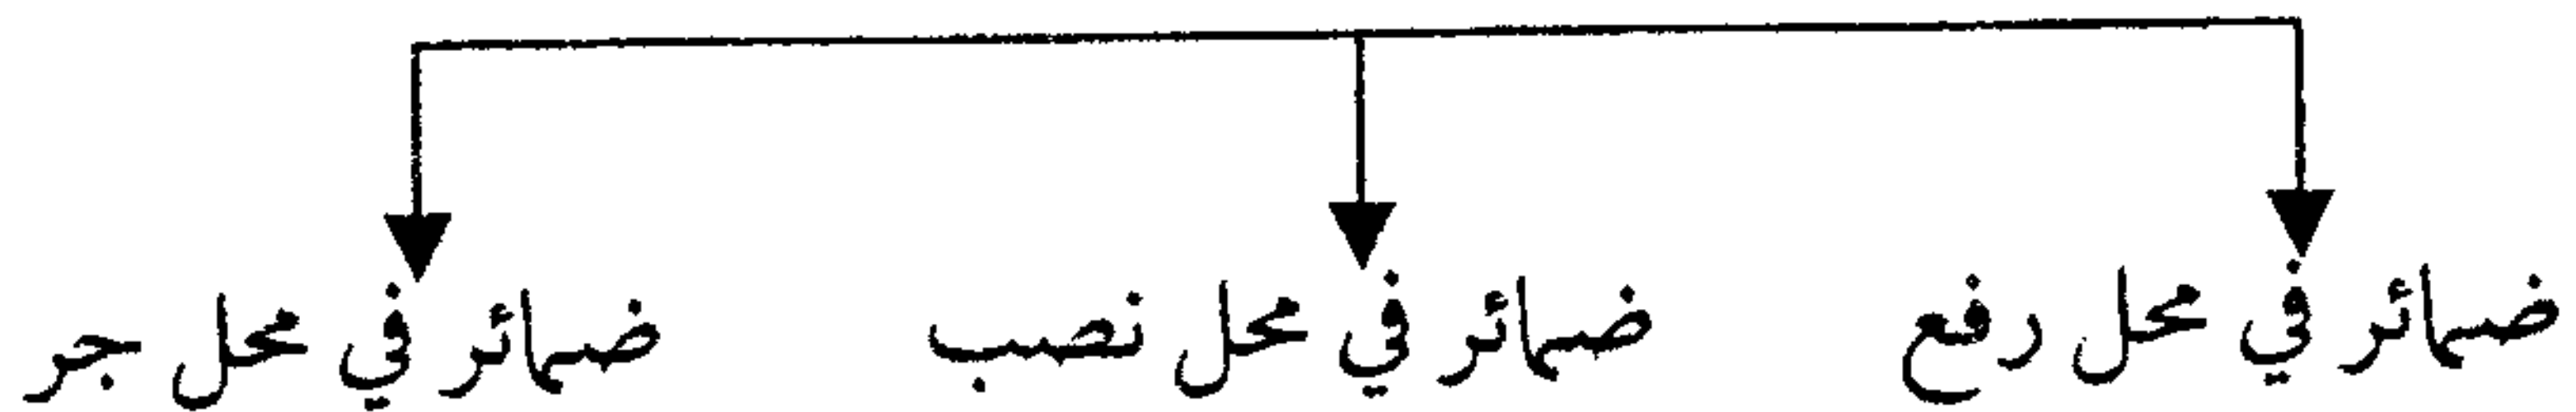 ضمائر في محل رفع ضمائر في محل نصب ضمائر في محل جر